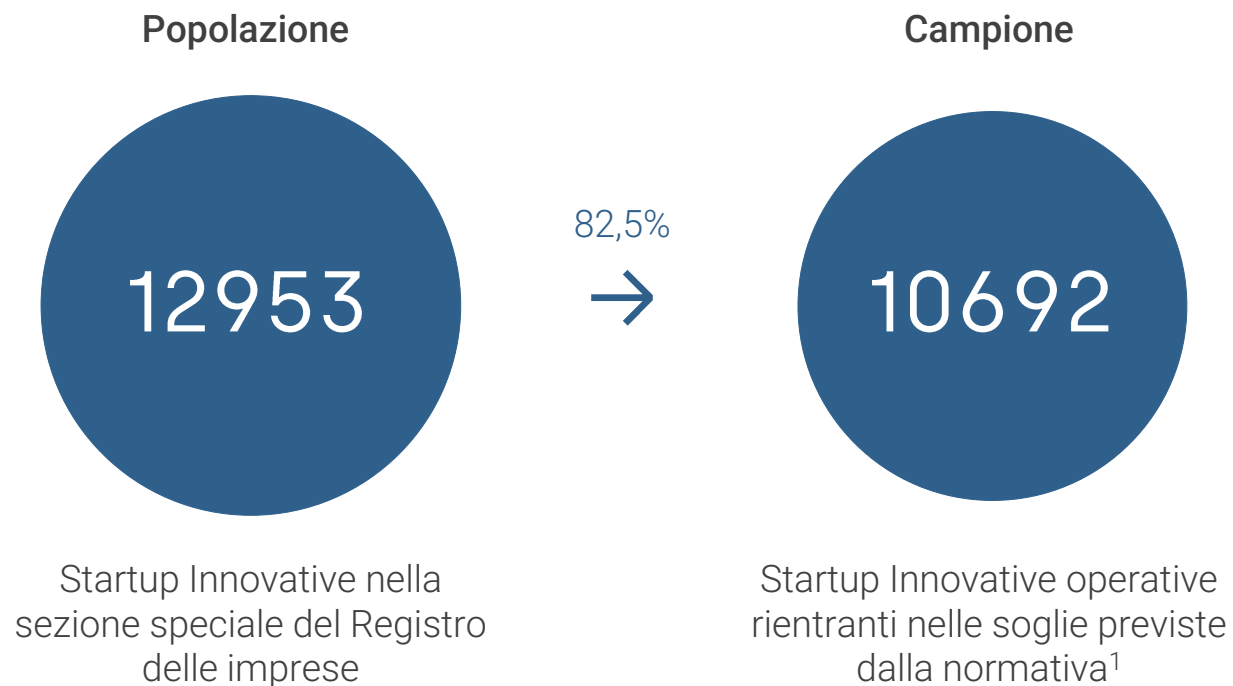 Popolazione
Campione
82,5%
12953
10692
Startup Innovative nella
sezione speciale del Registro
delle imprese
Startup Innovative operative
rientranti nelle soglie previste
dalla normativa¹